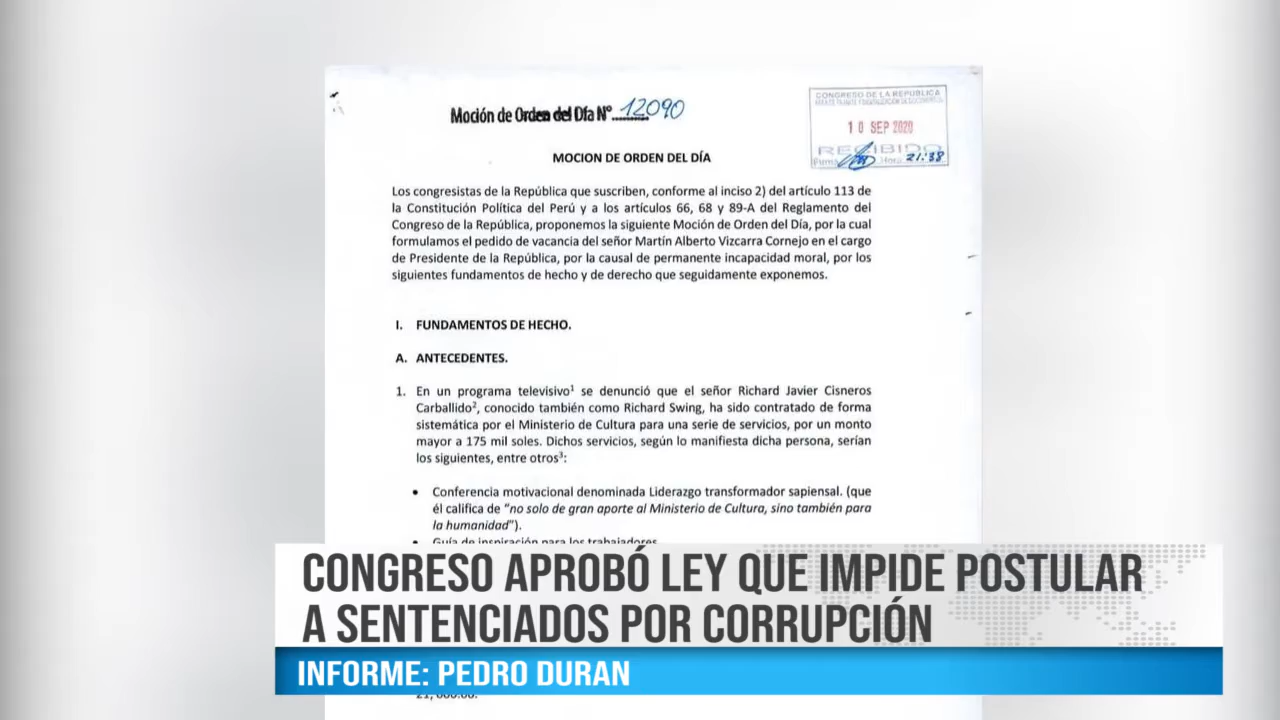 Moción de Orden del Día N° 12090
CONGRESO DE LA REPÚBLICA
10 SEP 2020
RECIBIDO
Firma Hora 21:38
MOCION DE ORDEN DEL DÍA
Los congresistas de la República que suscriben, conforme al inciso 2) del artículo 113 de
la Constitución Política del Perú y a los artículos 66, 68 y 89-A del Reglamento del
Congreso de la República, proponemos la siguiente Moción de Orden del Día, por la cual
formulamos el pedido de vacancia del señor Martín Alberto Vizcarra Cornejo en el cargo
de Presidente de la República, por la causal de permanente incapacidad moral, por los
siguientes fundamentos de hecho y de derecho que seguidamente exponemos.
I. FUNDAMENTOS DE HECHO.
A. ANTECEDENTES.
1. En un programa televisivo¹ se denunció que el señor Richard Javier Cisneros
Carballido², conocido también como Richard Swing, ha sido contratado de forma
sistemática por el Ministerio de Cultura para una serie de servicios, por un monto
mayor a 175 mil soles. Dichos servicios, según lo manifiesta dicha persona, serían
los siguientes, entre otros³:
• Conferencia motivacional denominada Liderazgo transformador sapiensal. (que
él califica de "no solo de gran aporte al Ministerio de Cultura, sino también para
la humanidad").
• Guía de inspiración para los trabajadores
CONGRESO APROBÓ LEY QUE IMPIDE POSTULAR
A SENTENCIADOS POR CORRUPCIÓN
INFORME: PEDRO DURAN